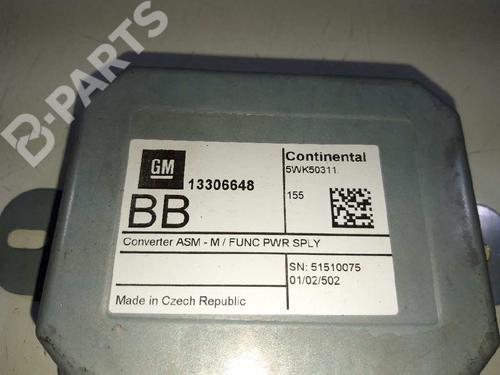 B-PARTS
GM
13306648
BB
Continental
5WK50311
155
Converter ASM - M / FUNC PWR SPLY
SN: 51510075
01/02/502
Made in Czech Republic